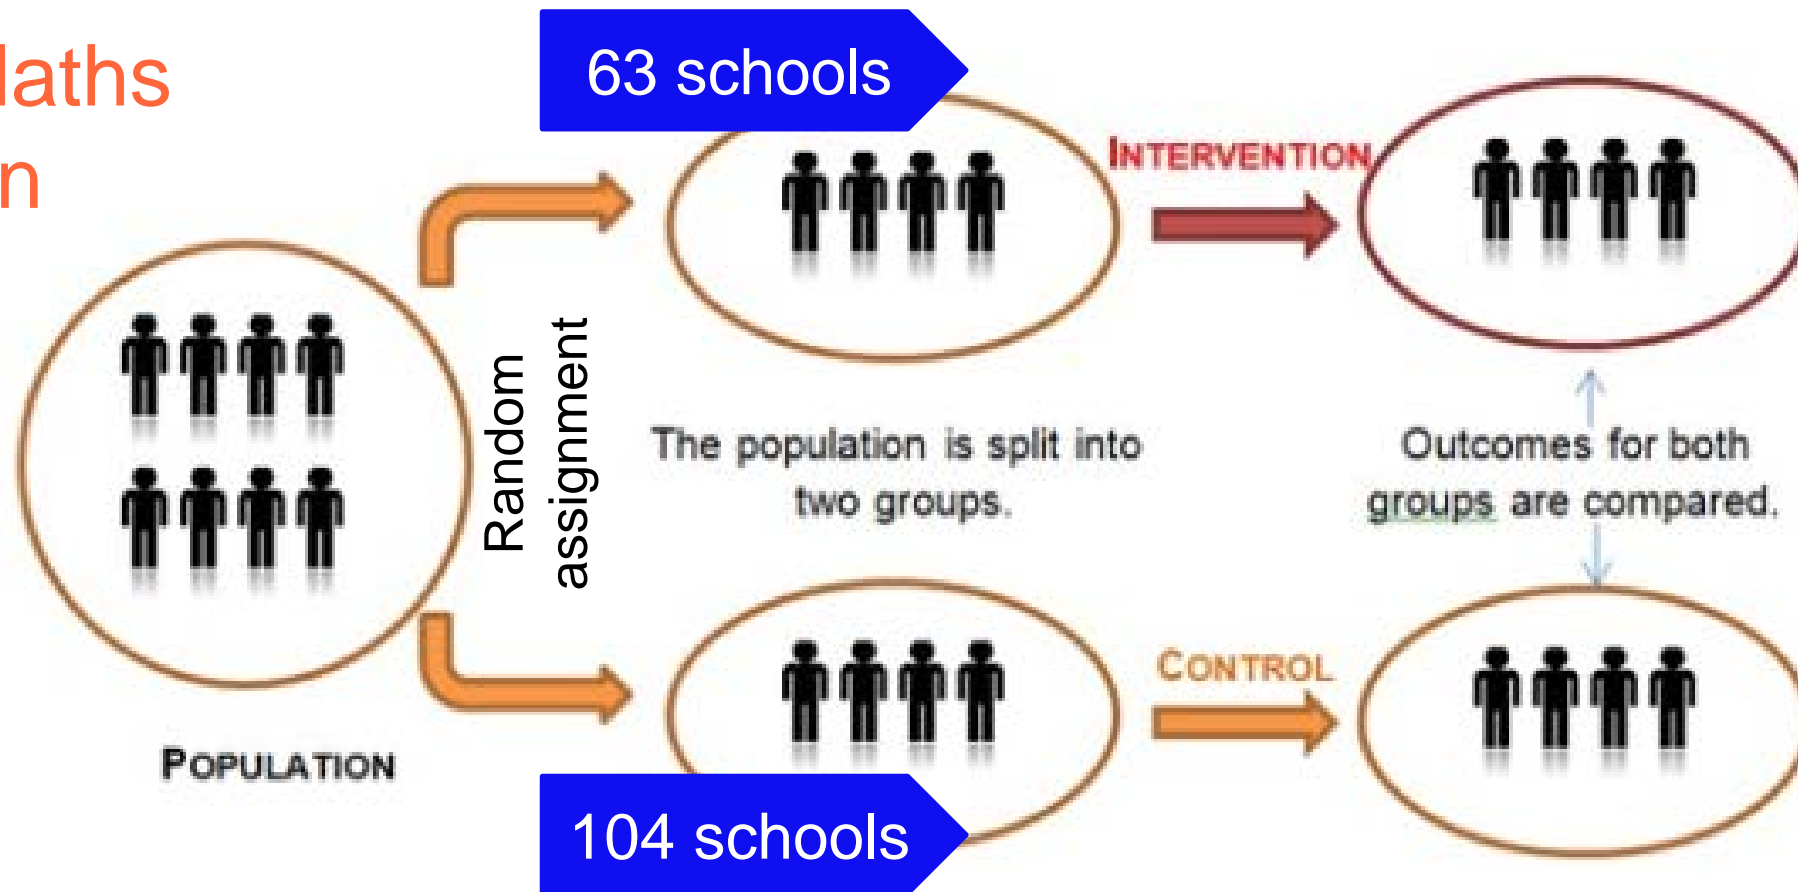 laths
n
63 schools
INTERVENTION
Random
assignment
The population is split into
two groups.
Outcomes for both
groups are compared.
CONTROL
POPULATION
104 schools